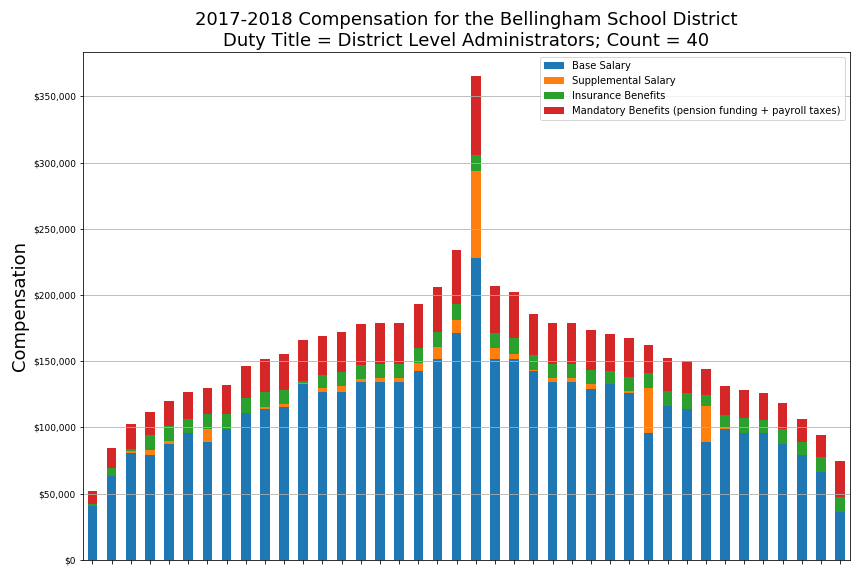 2017-2018 Compensation for the Bellingham School District
Duty Title = District Level Administrators; Count = 40
Base Salary
Supplemental Salary
Insurance Benefits
Mandatory Benefits (pension funding + payroll taxes)
Compensation
$350,000
$300,000
$250,000
$200,000
$150,000
$100,000
$50,000
$0